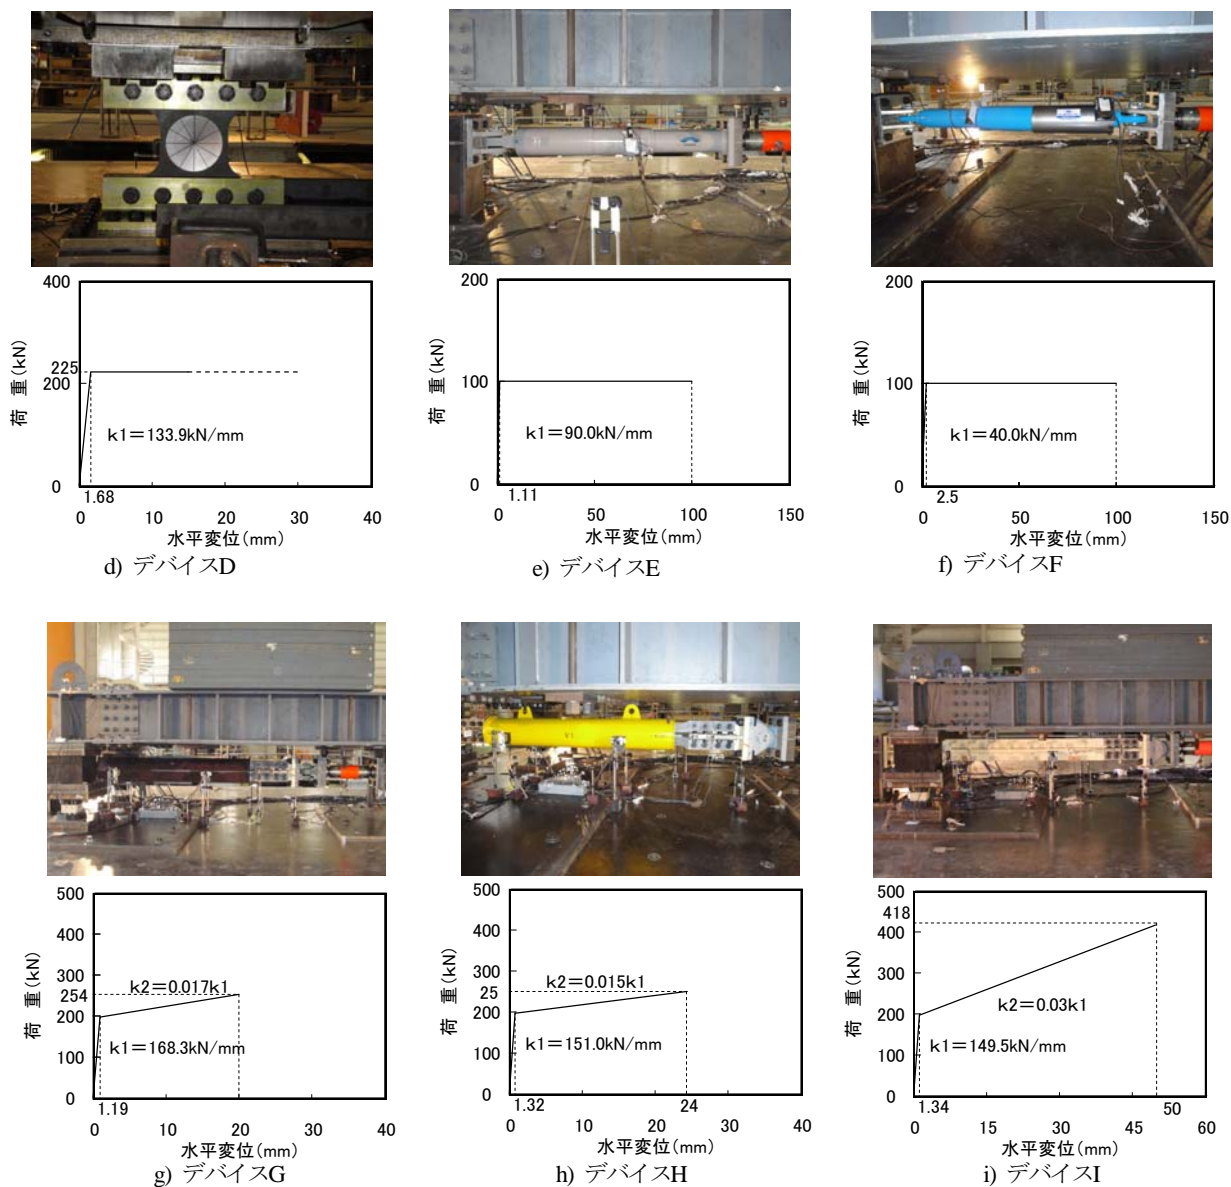 400
荷 重(kN)
225
200
0
k1=133.9kN/mm
1.68
0 10 20 30 40
水平変位(mm)
d) デバイスD
200
荷 重(kN)
100
0
k1=90.0kN/mm
1.11
0 50 100 150
水平変位(mm)
e) デバイスE
200
荷 重(kN)
100
0
k1=40.0kN/mm
2.5
0 50 100 150
水平変位(mm)
f) デバイスF
500
400
荷 重(kN)
300
254
200
100
0
k2=0.017k1
k1=168.3kN/mm
1.19
0 10 20 30 40
水平変位(mm)
g) デバイスG
V1
500
400
荷 重(kN)
300
25
200
100
0
k2=0.015k1
k1=151.0kN/mm
1.32 24
0 10 20 30 40
水平変位(mm)
h) デバイスH
500
418
400
荷 重(kN)
300
200
100
0
k2=0.03k1
k1=149.5kN/mm
1.34 50
0 15 30 45 60
水平変位(mm)
i) デバイスI